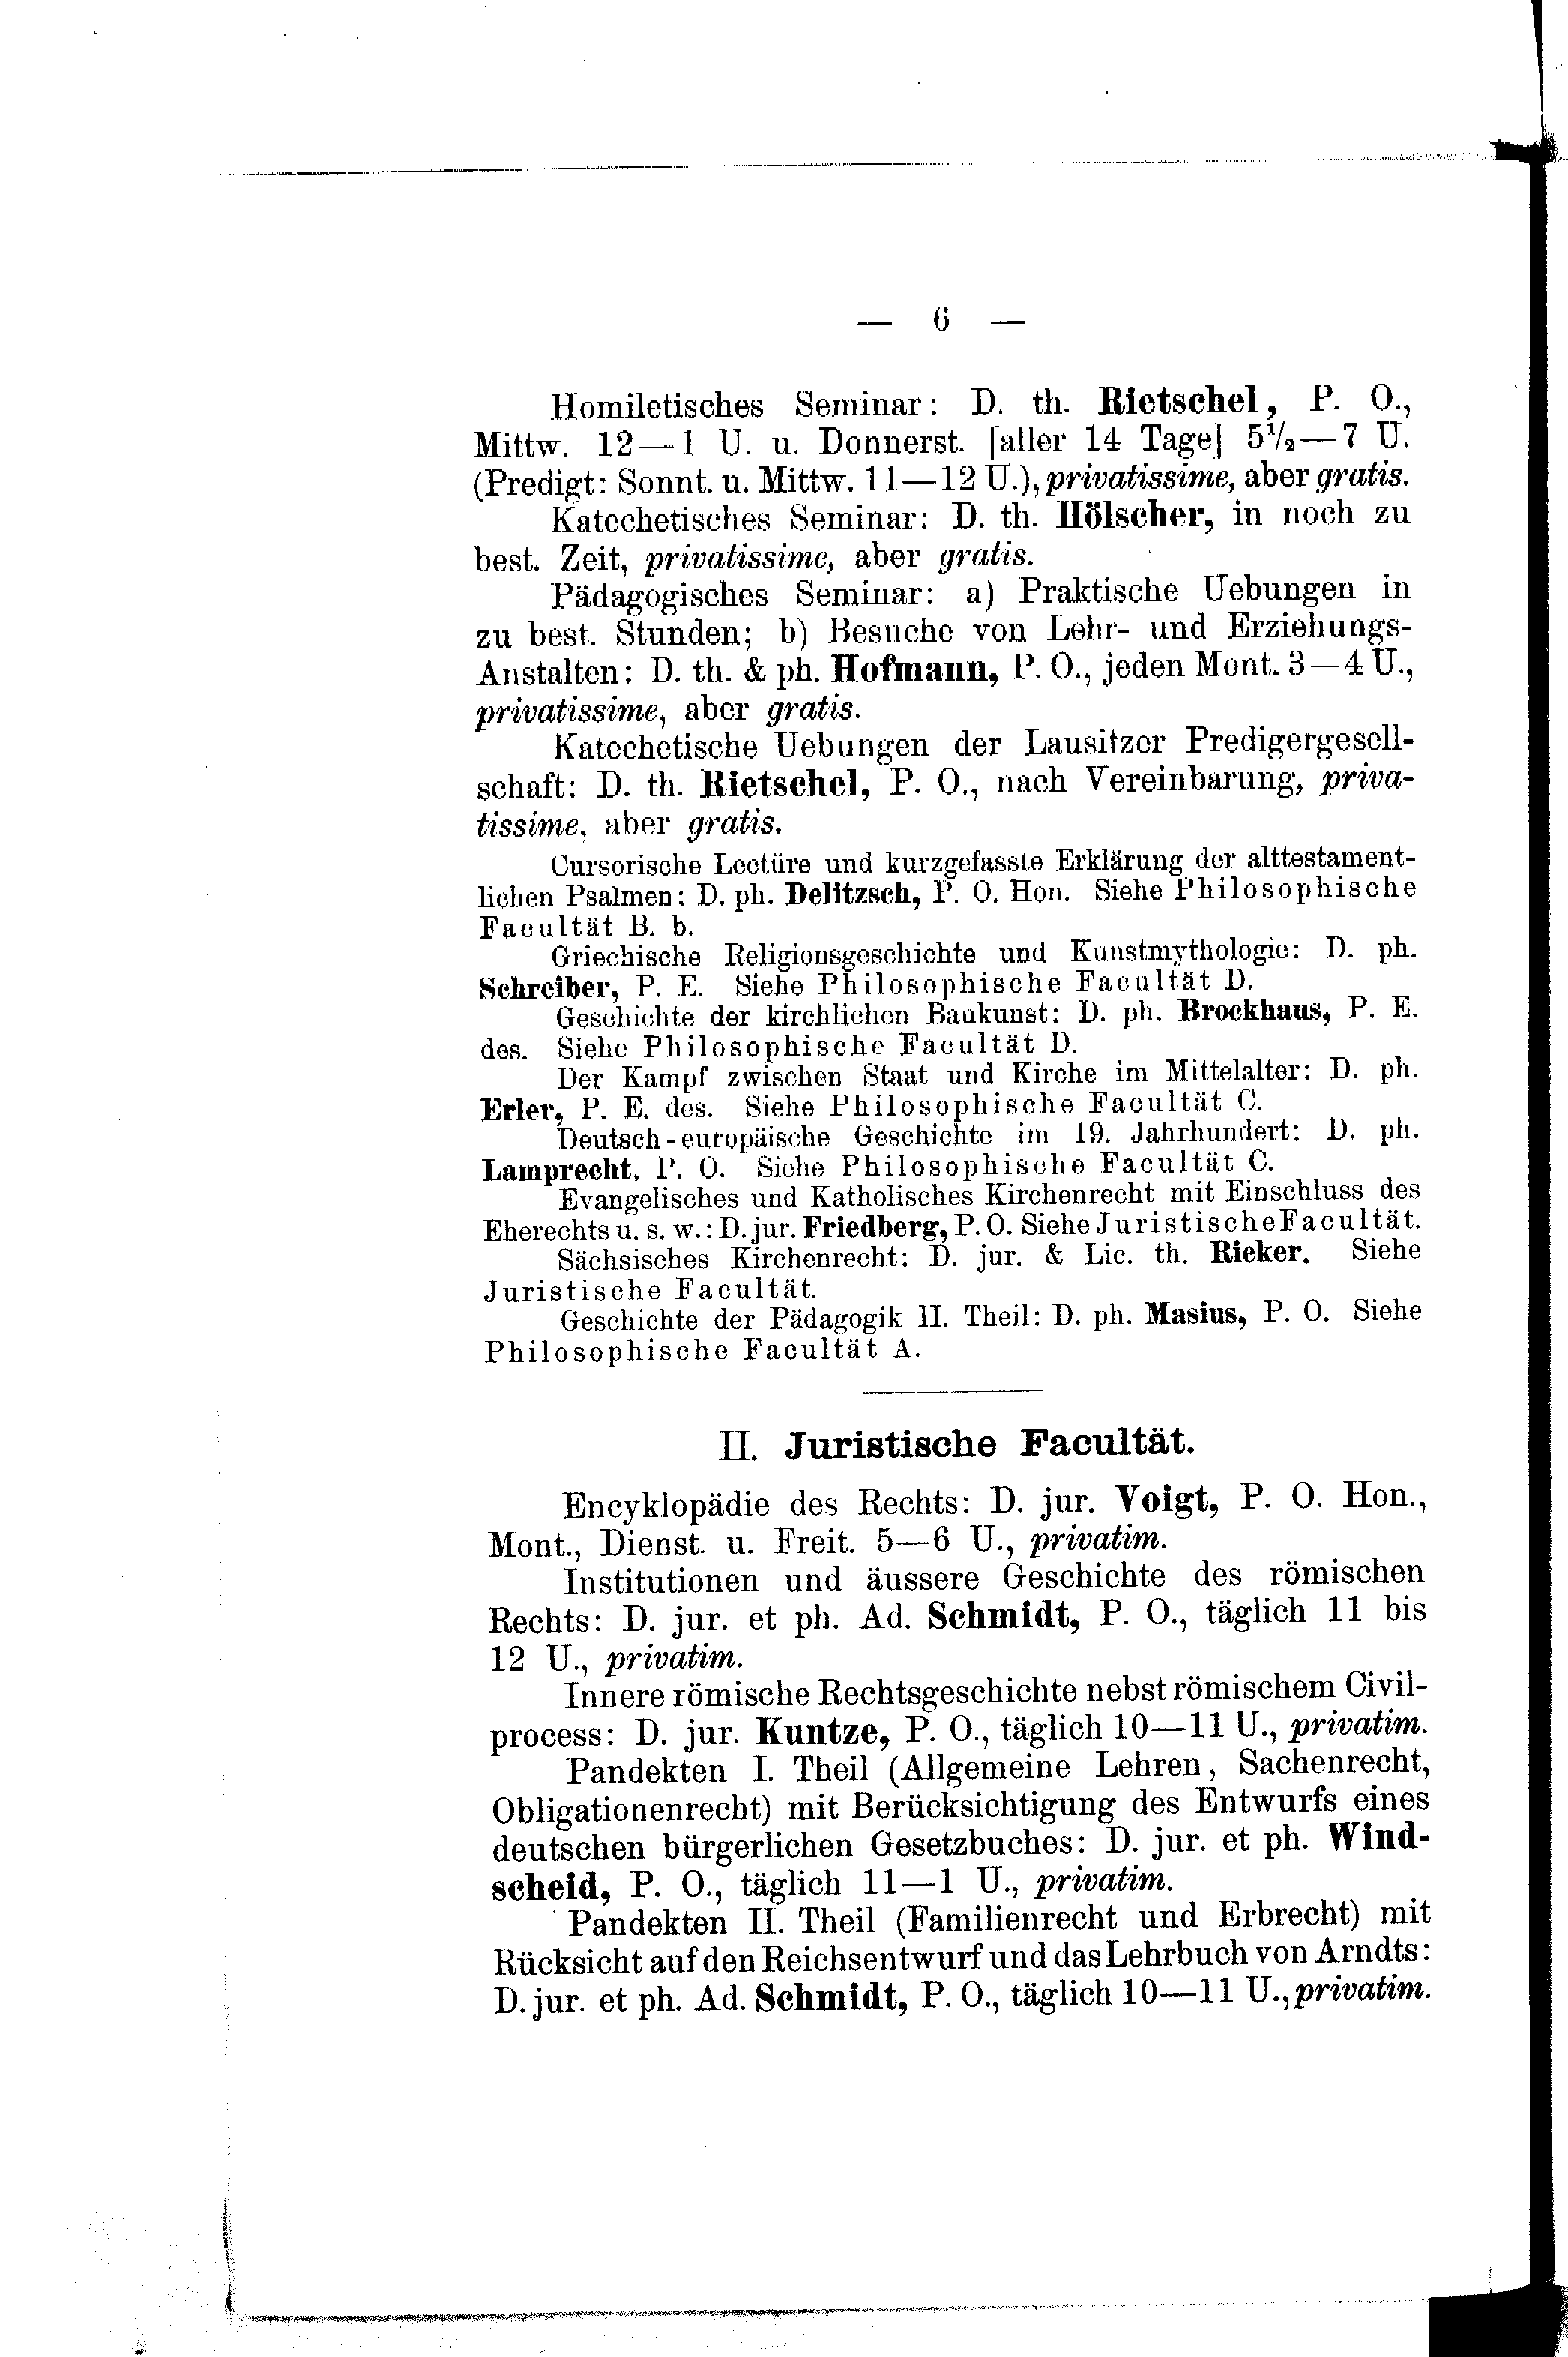 — 6 —
Homiletisches Seminar: D. th. Rietschel, P. O.,
Mittw. 12—1 U. u. Donnerst. [aller 14 Tage] 5½—7 U.
(Predigt: Sonnt. u. Mittw. 11—12 U.), privatissime, aber gratis.
Katechetisches Seminar: D. th. Hölscher, in noch zu
best. Zeit, privatissime, aber gratis.
Pädagogisches Seminar: a) Praktische Uebungen in
zu best. Stunden; b) Besuche von Lehr- und Erziehungs-
Anstalten: D. th. & ph. Hofmann, P. O., jeden Mont. 3—4 U.,
privatissime, aber gratis.
Katechetische Uebungen der Lausitzer Predigergesell-
schaft: D. th. Rietschel, P. O., nach Vereinbarung, priva-
tissime, aber gratis.
Cursorische Lectüre und kurzgefasste Erklärung der alttestament-
lichen Psalmen: D. ph. Delitzsch, P. O. Hon. Siehe Philosophische
Facultät B. b.
Griechische Religionsgeschichte und Kunstmythologie: D. ph.
Schreiber, P. E. Siehe Philosophische Facultät D.
Geschichte der kirchlichen Baukunst: D. ph. Brockhaus, P. E.
des. Siehe Philosophische Facultät D.
Der Kampf zwischen Staat und Kirche im Mittelalter: D. ph.
Erler, P. E. des. Siehe Philosophische Facultät C.
Deutsch-europäische Geschichte im 19. Jahrhundert: D. ph.
Lamprecht, P. O. Siehe Philosophische Facultät C.
Evangelisches und Katholisches Kirchenrecht mit Einschluss des
Eherechts u. s. w.: D. jur. Friedberg, P. O. Siehe Juristische Facultät.
Sächsisches Kirchenrecht: D. jur. & Lic. th. Rieker. Siehe
Juristische Facultät.
Geschichte der Pädagogik II. Theil: D. ph. Masius, P. O. Siehe
Philosophische Facultät A.
II. Juristische Facultät.
Encyklopädie des Rechts: D. jur. Voigt, P. O. Hon.,
Mont., Dienst. u. Freit. 5—6 U., privatim.
Institutionen und äussere Geschichte des römischen
Rechts: D. jur. et ph. Ad. Schmidt, P. O., täglich 11 bis
12 U., privatim.
Innere römische Rechtsgeschichte nebst römischem Civil-
process: D. jur. Kuntze, P. O., täglich 10—11 U., privatim.
Pandekten I. Theil (Allgemeine Lehren, Sachenrecht,
Obligationenrecht) mit Berücksichtigung des Entwurfs eines
deutschen bürgerlichen Gesetzbuches: D. jur. et ph. Wind-
scheid, P. O., täglich 11—1 U., privatim.
Pandekten II. Theil (Familienrecht und Erbrecht) mit
Rücksicht auf den Reichsentwurf und das Lehrbuch von Arndts:
D. jur. et ph. Ad. Schmidt, P. O., täglich 10—11 U., privatim.